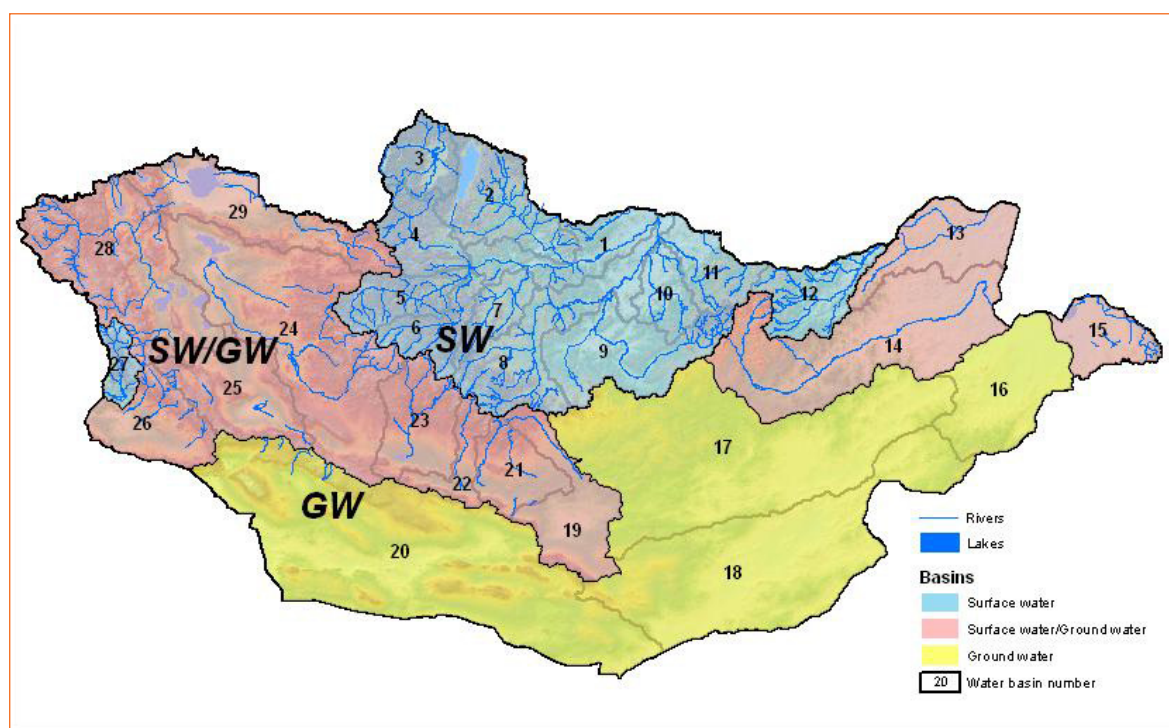 3
2
29
28
4
1
13
11
12
5
10
7
24
6
SW
9
14
15
SW/GW
8
27
25
16
26
23
17
21
22
GW
19
20
18
Rivers
Lakes
Basins
Surface water
Surface water/Ground water
Ground water
20 Water basin number